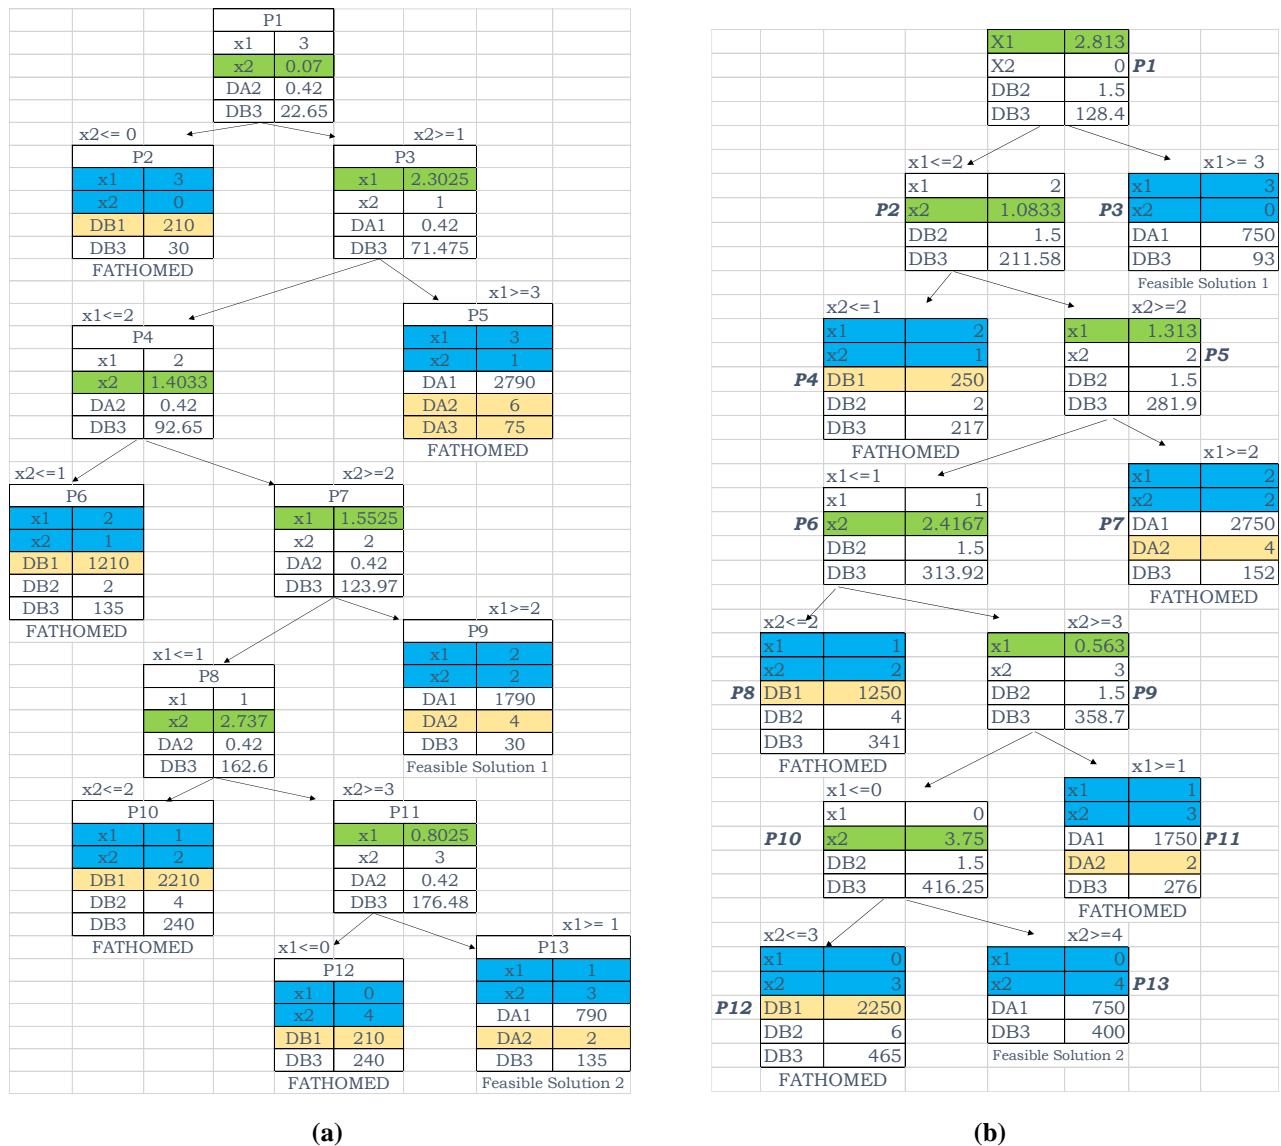 P1
x1 3
x2 0.07
DA2 0.42
DB3 22.65
x2<= 0 x2>=1
P2
x1 3
x2 0
DB1 210
DB3 30
FATHOMED
P3
x1 2.3025
x2 1
DA1 0.42
DB3 71.475
x1<=2 x1>=3
P4
x1 2
x2 1.4033
DA2 0.42
DB3 92.65
P5
x1 3
x2 1
DA1 2790
DA2 6
DA3 75
FATHOMED
x2<=1 x2>=2
P6
x1 2
x2 1
DB1 1210
DB2 2
DB3 135
FATHOMED
P7
x1 1.5525
x2 2
DA2 0.42
DB3 123.97
x1<=1 x1>=2
P8
x1 1
x2 2.737
DA2 0.42
DB3 162.6
P9
x1 2
x2 2
DA1 1790
DA2 4
DB3 30
Feasible Solution 1
x2<=2 x2>=3
P10
x1 1
x2 2
DB1 2210
DB2 4
DB3 240
FATHOMED
P11
x1 0.8025
x2 3
DA2 0.42
DB3 176.48
x1<=0 x1>= 1
P12
x1 0
x2 4
DB1 210
DB3 240
FATHOMED
P13
x1 1
x2 3
DA1 790
DA2 2
DB3 135
Feasible Solution 2
(a)
X1 2.813
X2 0 P1
DB2 1.5
DB3 128.4
x1<=2 x1>= 3
x1 2
P2 x2 1.0833
DB2 1.5
DB3 211.58
x1 3
P3 x2 0
DA1 750
DB3 93
Feasible Solution 1
x2<=1 x2>=2
x1 2
x2 1
P4 DB1 250
DB2 2
DB3 217
FATHOMED
x1 1.313
x2 2 P5
DB2 1.5
DB3 281.9
x1<=1 x1>=2
x1 1
P6 x2 2.4167
DB2 1.5
DB3 313.92
x1 2
x2 2
P7 DA1 2750
DA2 4
DB3 152
FATHOMED
x2<=2 x2>=3
x1 1
x2 2
P8 DB1 1250
DB2 4
DB3 341
FATHOMED
x1 0.563
x2 3
DB2 1.5 P9
DB3 358.7
x1<=0 x1>=1
x1 0
P10 x2 3.75
DB2 1.5
DB3 416.25
x1 1
x2 3
DA1 1750 P11
DA2 2
DB3 276
FATHOMED
x2<=3 x2>=4
x1 0
x2 3
P12 DB1 2250
DB2 6
DB3 465
FATHOMED
x1 0
x2 4 P13
DA1 750
DB3 400
Feasible Solution 2
(b)